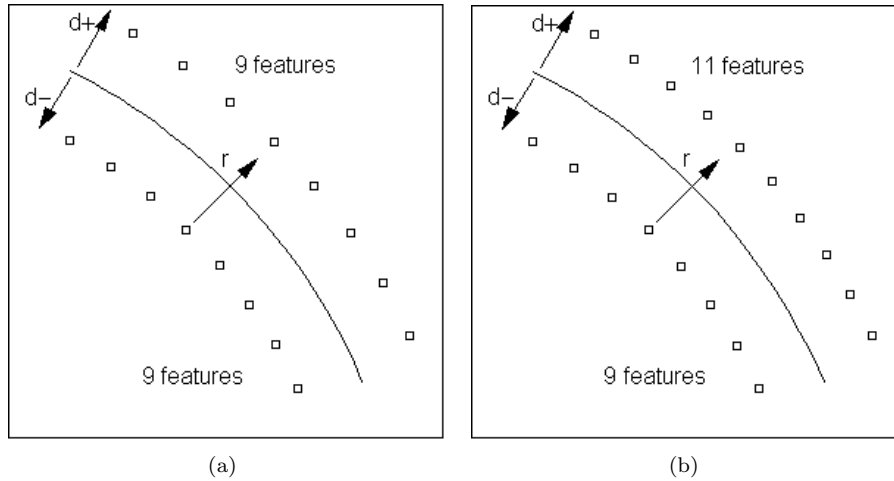 d+
9 features
d−
r
9 features
(a)
d+
11 features
d−
r
9 features
(b)